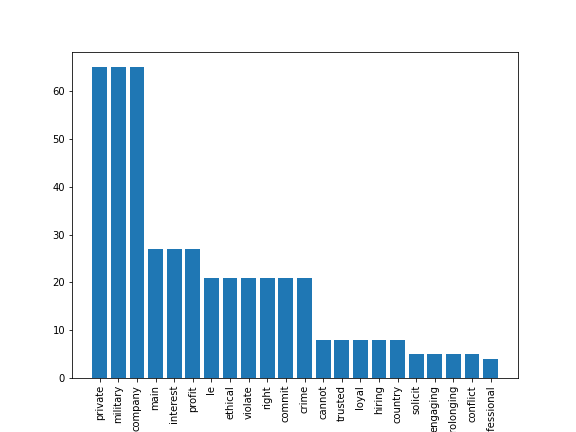 60
50
40
30
20
10
0
private
military
company
main
interest
profit
le
ethical
violate
right
commit
crime
cannot
trusted
loyal
hiring
country
solicit
engaging
rolonging
conflict
fessional